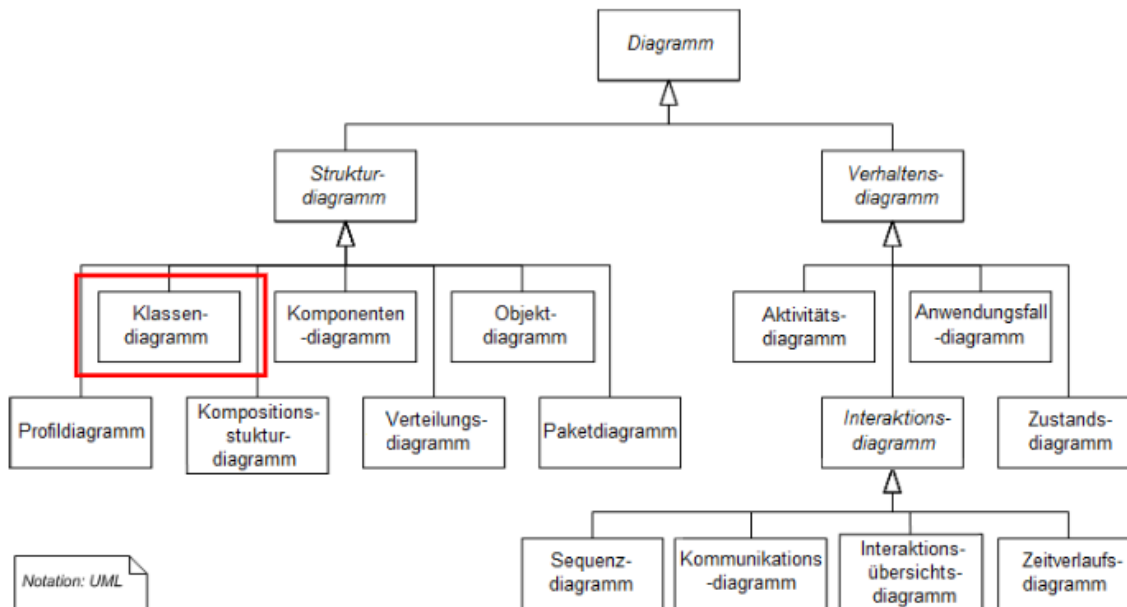 Diagramm
Struktur-
diagramm
Verhaltens-
diagramm
Klassen-
diagramm
Komponenten
-diagramm
Objekt-
diagramm
Aktivitäts-
diagramm
Anwendungsfall
-diagramm
Profildiagramm
Kompositions-
stuktur-
diagramm
Verteilungs-
diagramm
Paketdiagramm
Interaktions-
diagramm
Zustands-
diagramm
Sequenz-
diagramm
Kommunikations
-diagramm
Interaktions-
übersichts-
diagramm
Zeitverlaufs-
diagramm
Notation: UML